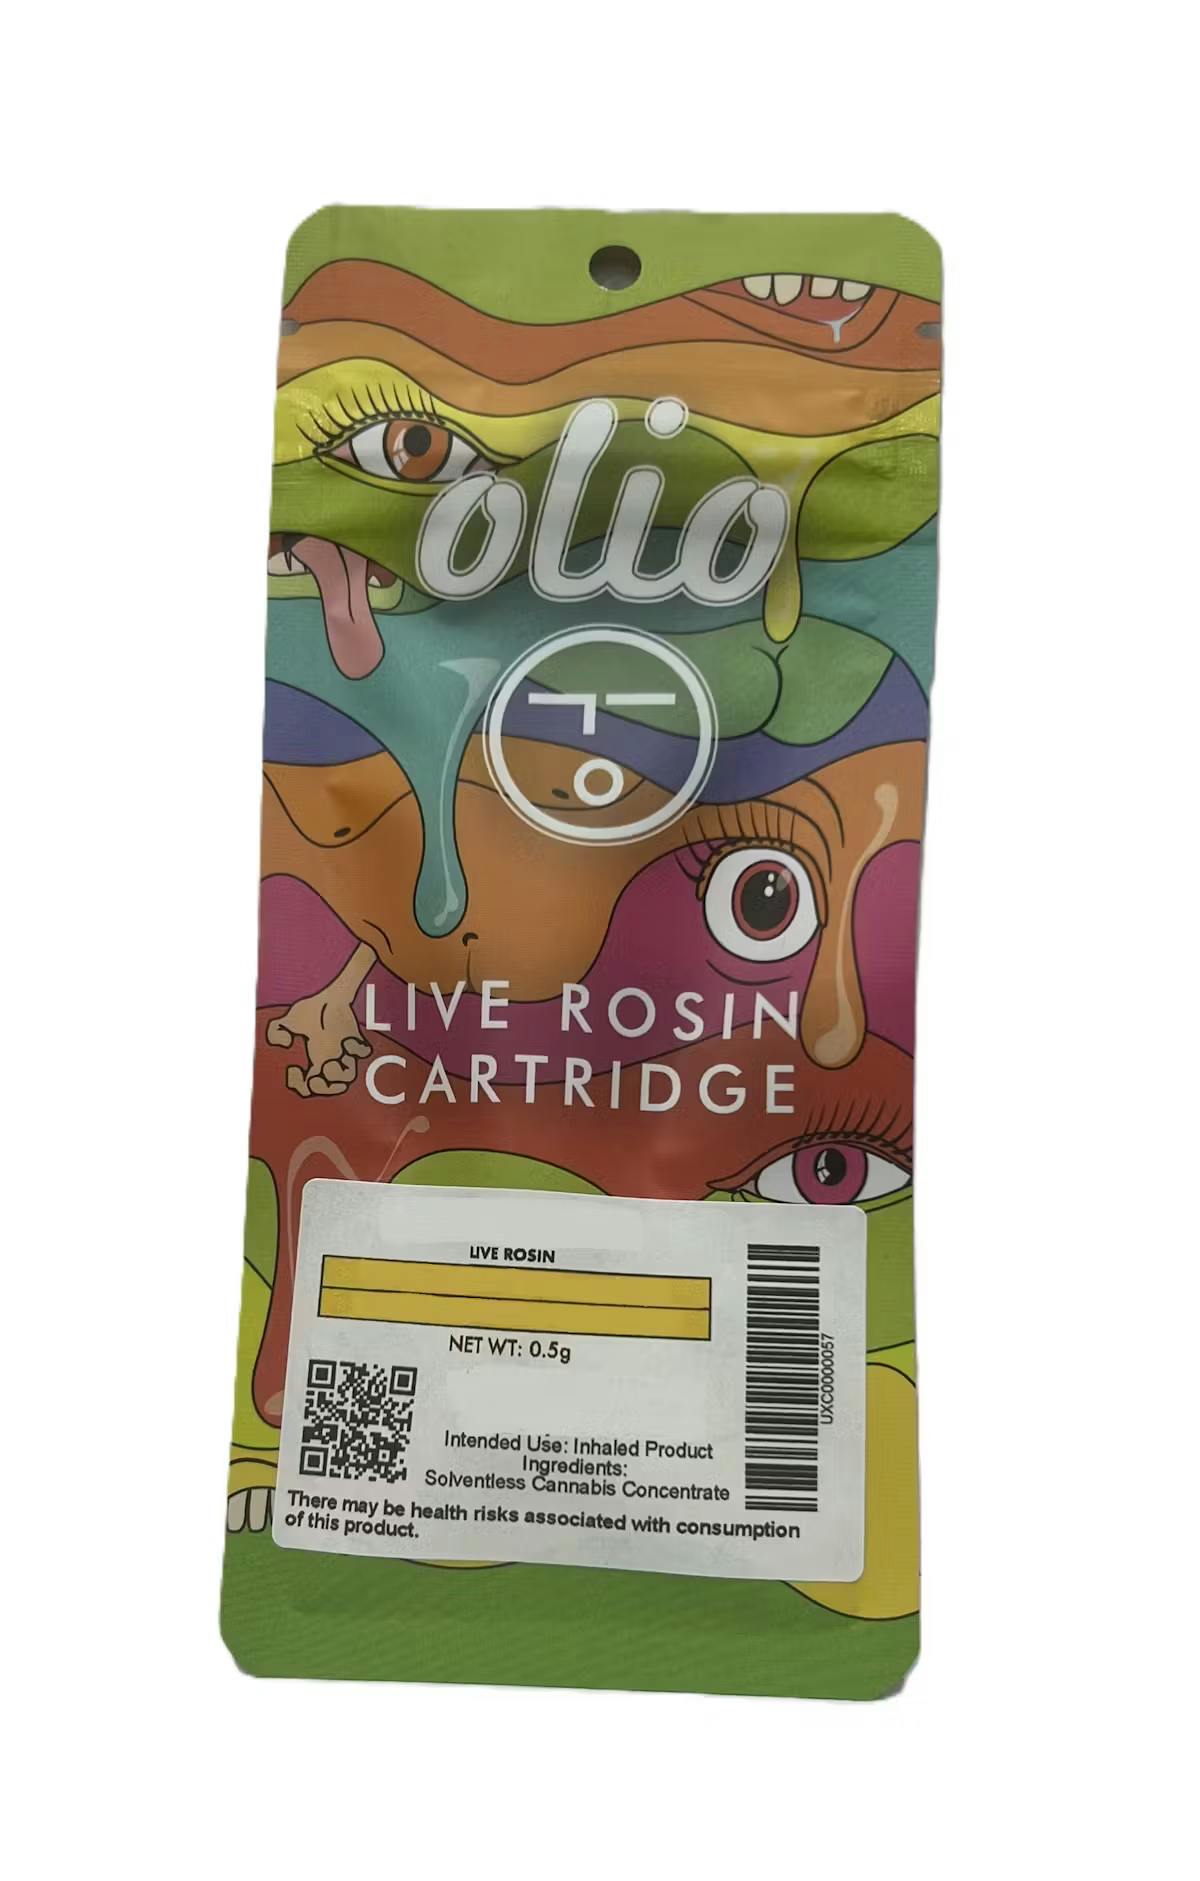 olio
LIVE ROSIN
CARTRIDGE
LIVE ROSIN
NET WT: 0.5g
UXC0000057
Intended Use: Inhaled Product
Ingredients:
Solventless Cannabis Concentrate
There may be health risks associated with consumption
of this product.